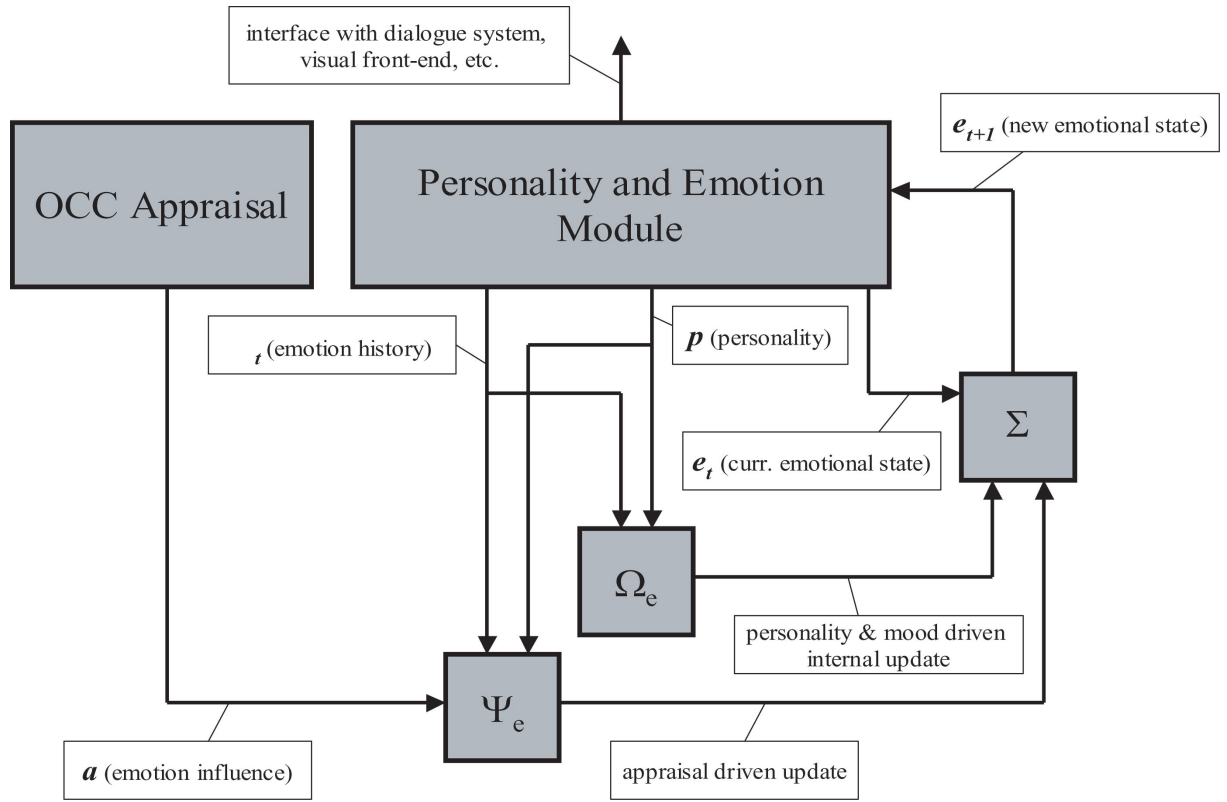 interface with dialogue system,
visual front-end, etc.
e_{t+1} (new emotional state)
OCC Appraisal
Personality and Emotion
Module
_t (emotion history)
p (personality)
Σ
e_t (curr. emotional state)
Ω_e
personality & mood driven
internal update
Ψ_e
a (emotion influence)
appraisal driven update